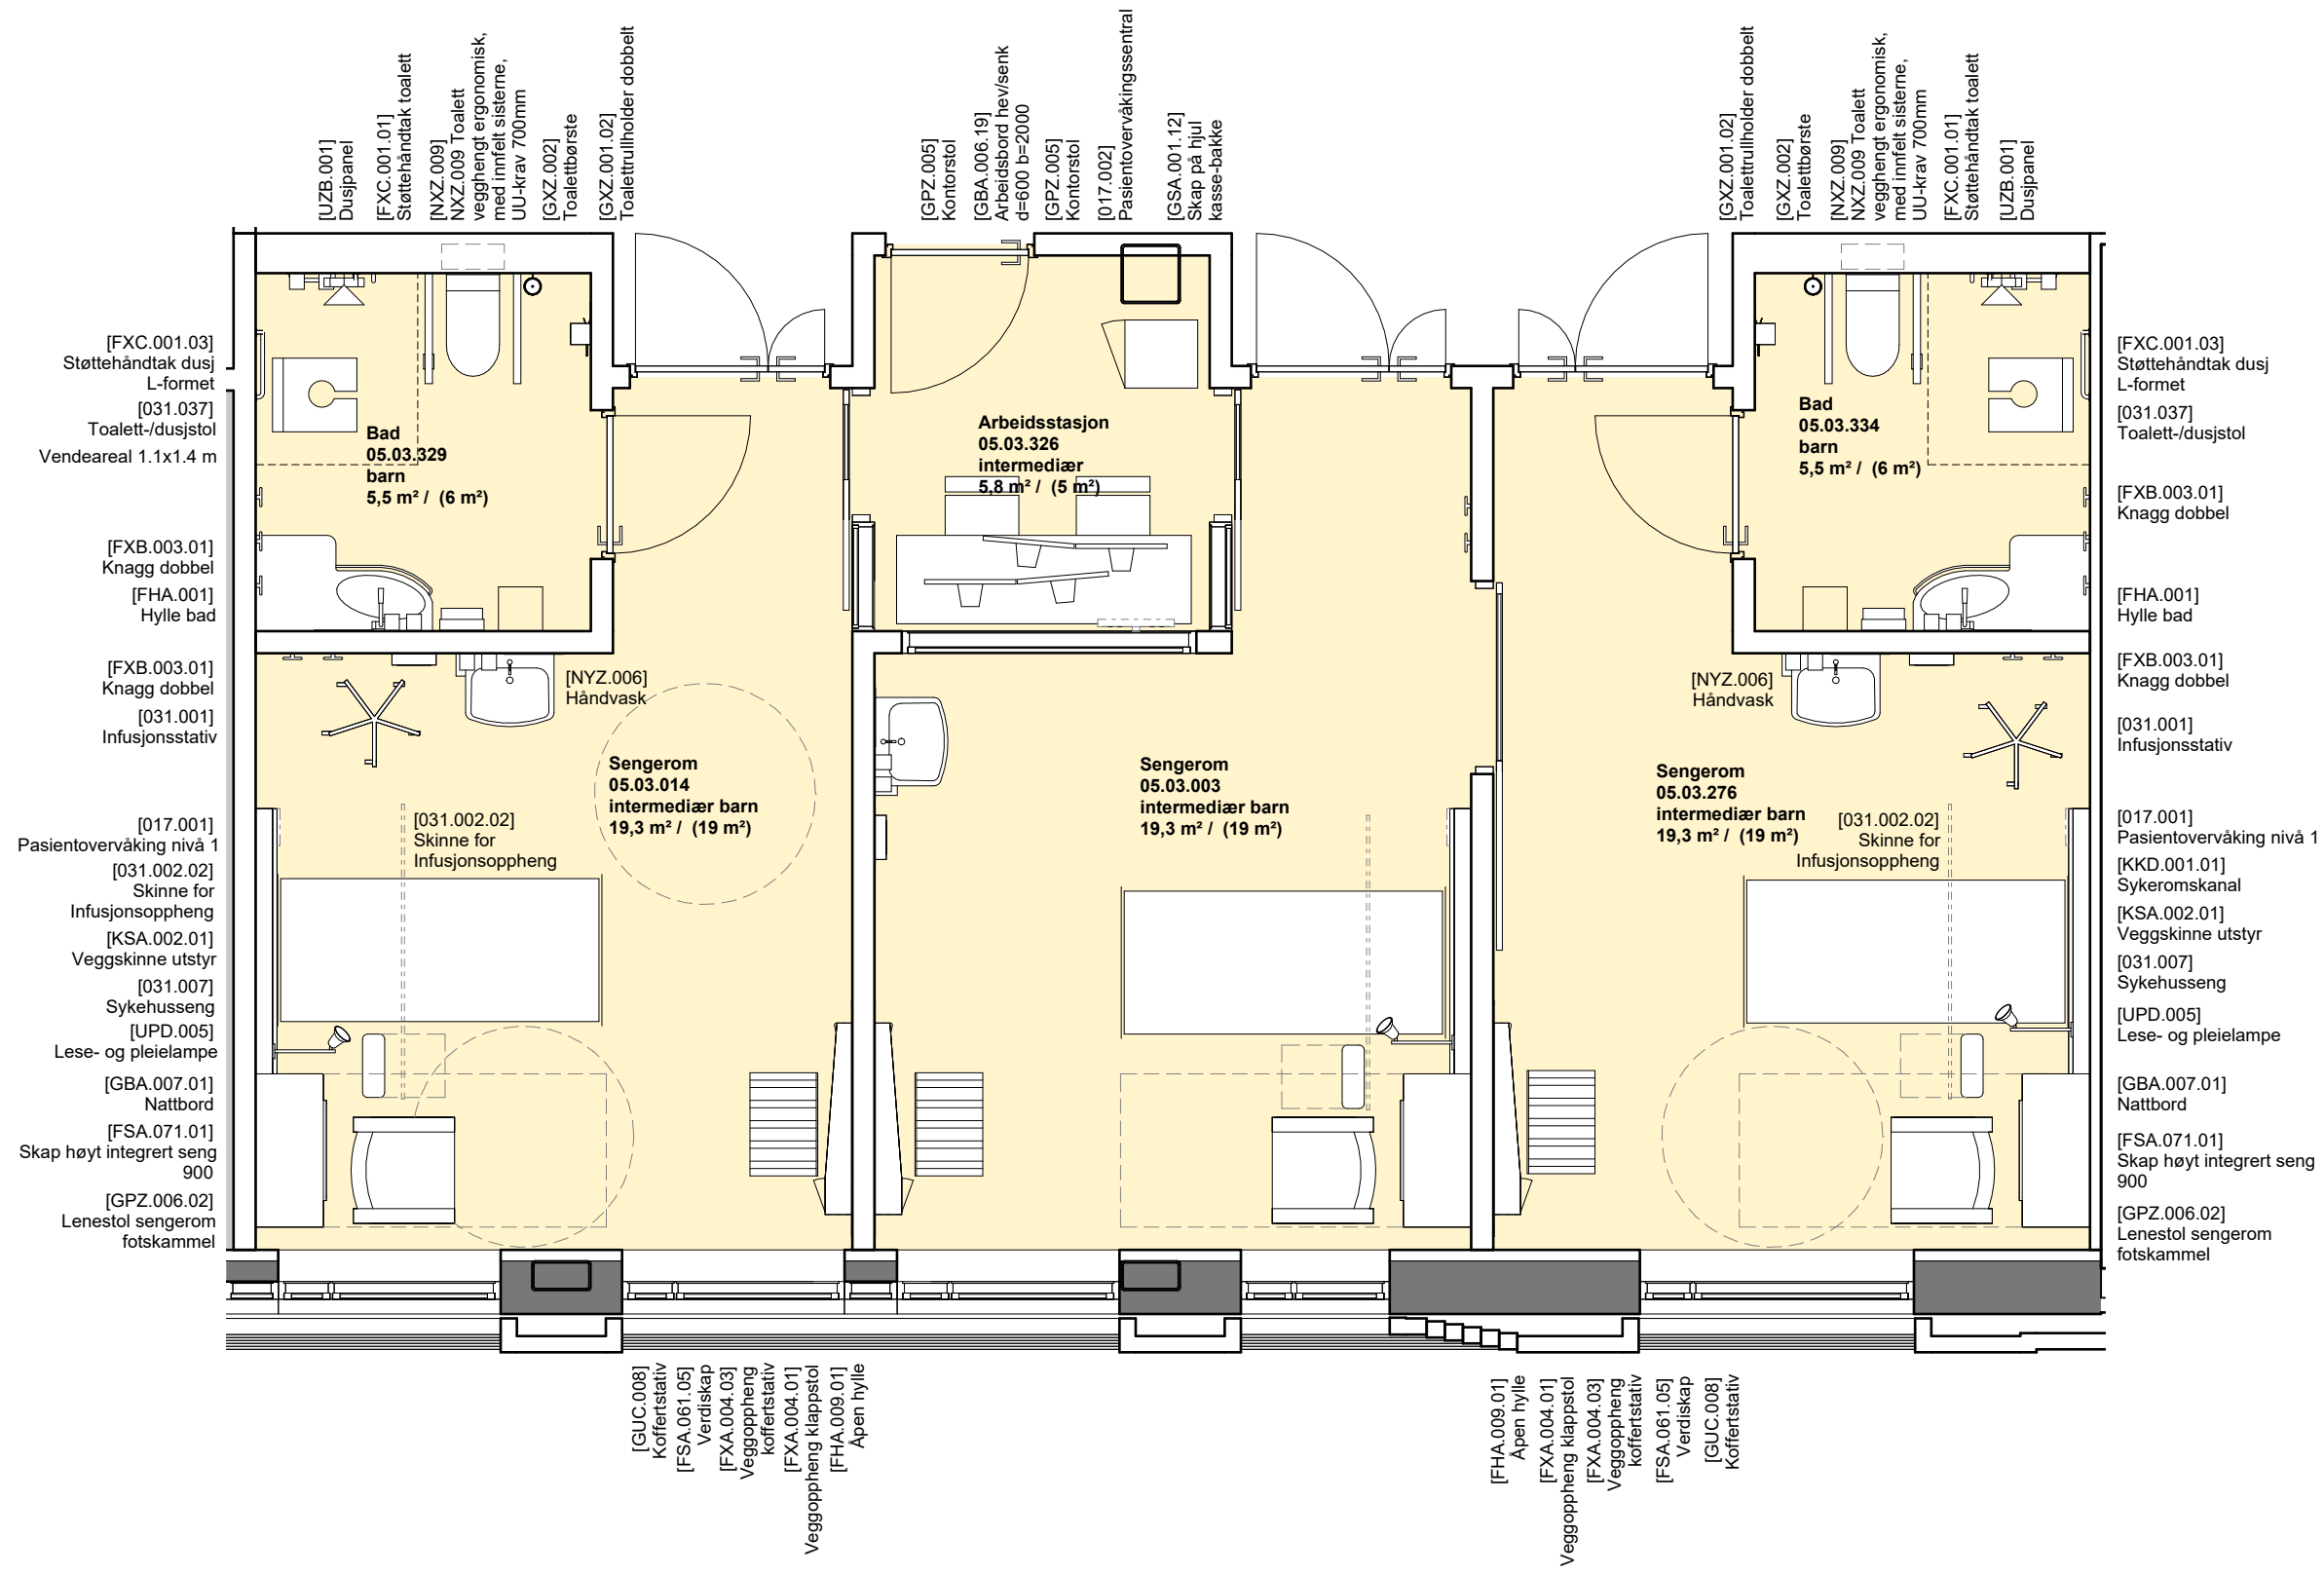 [UZB.001]
Dusjpanel
[FXC.001.01]
Støttehåndtak toalett
[NXZ.009]
NXZ.009 Toalett
vegghengt ergonomisk,
med innfelt sisterne,
UU-krav 700mm
[GXZ.002]
Toalettbørste
[GXZ.001.02]
Toalettrullholder dobbelt
[GPZ.005]
Kontorstol
[GBA.006.19]
Arbeidsbord hev/senk
d=600 b=2000
[GPZ.005]
Kontorstol
[017.002]
Pasientovervåkingssentral
[GSA.001.12]
Skap på hjul
kasse-bakke
[GXZ.001.02]
Toalettrullholder dobbelt
[GXZ.002]
Toalettbørste
[NXZ.009]
NXZ.009 Toalett
vegghengt ergonomisk,
med innfelt sisterne,
UU-krav 700mm
[FXC.001.01]
Støttehåndtak toalett
[UZB.001]
Dusjpanel
[FXC.001.03]
Støttehåndtak dusj
L-formet
[031.037]
Toalett-/dusjstol
Vendeareal 1.1x1.4 m
[FXB.003.01]
Knagg dobbel
[FHA.001]
Hylle bad
[FXB.003.01]
Knagg dobbel
[031.001]
Infusjonsstativ
[017.001]
Pasientovervåking nivå 1
[031.002.02]
Skinne for
Infusjonsoppheng
[KSA.002.01]
Veggskinne utstyr
[031.007]
Sykehusseng
[UPD.005]
Lese- og pleielampe
[GBA.007.01]
Nattbord
[FSA.071.01]
Skap høyt integrert seng
900
[GPZ.006.02]
Lenestol sengerom
fotskammel
Bad
05.03.329
barn
5,5 m² / (6 m²)
Arbeidsstasjon
05.03.326
intermediær
5,8 m² / (5 m²)
Bad
05.03.334
barn
5,5 m² / (6 m²)
[NYZ.006]
Håndvask
Sengerom
05.03.014
intermediær barn
19,3 m² / (19 m²)
[031.002.02]
Skinne for
Infusjonsoppheng
Sengerom
05.03.003
intermediær barn
19,3 m² / (19 m²)
[NYZ.006]
Håndvask
Sengerom
05.03.276
intermediær barn
19,3 m² / (19 m²)
[031.002.02]
Skinne for
Infusjonsoppheng
[FXC.001.03]
Støttehåndtak dusj
L-formet
[031.037]
Toalett-/dusjstol
[FXB.003.01]
Knagg dobbel
[FHA.001]
Hylle bad
[FXB.003.01]
Knagg dobbel
[031.001]
Infusjonsstativ
[017.001]
Pasientovervåking nivå 1
[KKD.001.01]
Sykeromskanal
[KSA.002.01]
Veggskinne utstyr
[031.007]
Sykehusseng
[UPD.005]
Lese- og pleielampe
[GBA.007.01]
Nattbord
[FSA.071.01]
Skap høyt integrert seng
900
[GPZ.006.02]
Lenestol sengerom
fotskammel
[GUC.008]
Koffertstativ
[FSA.061.05]
Verdiskap
[FXA.004.03]
Veggoppheng
koffertstativ
[FXA.004.01]
Veggoppheng klappstol
[FHA.009.01]
Åpen hylle
[FHA.009.01]
Åpen hylle
[FXA.004.01]
Veggoppheng klappstol
[FXA.004.03]
Veggoppheng
koffertstativ
[FSA.061.05]
Verdiskap
[GUC.008]
Koffertstativ